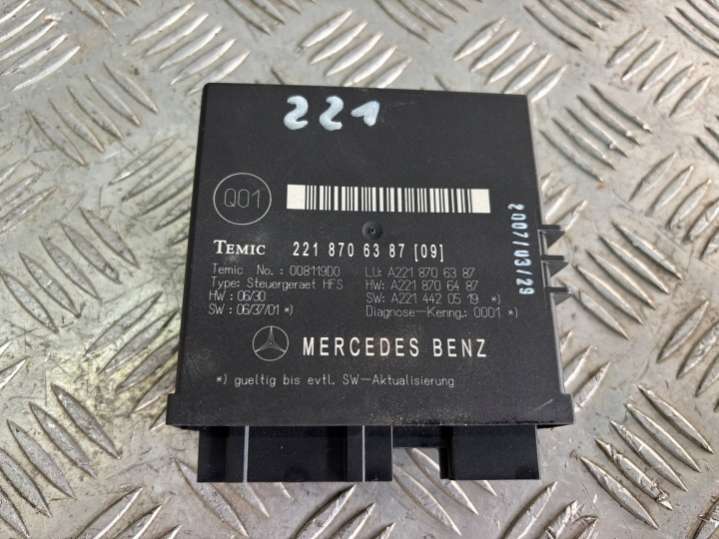 221
Q01
2007/03/29
TEMIC 221 870 63 87 [09]
Temic No.: 00811900 LU: A221 870 63 87
Type: Steuergeraet HFS HW: A221 870 64 87
HW : 06/30 SW: A221 442 05 19 *)
SW : 06/37/01 *) Diagnose-Kenng.: 0001 *)
MERCEDES BENZ
*) gueltig bis evtl. SW-Aktualisierung